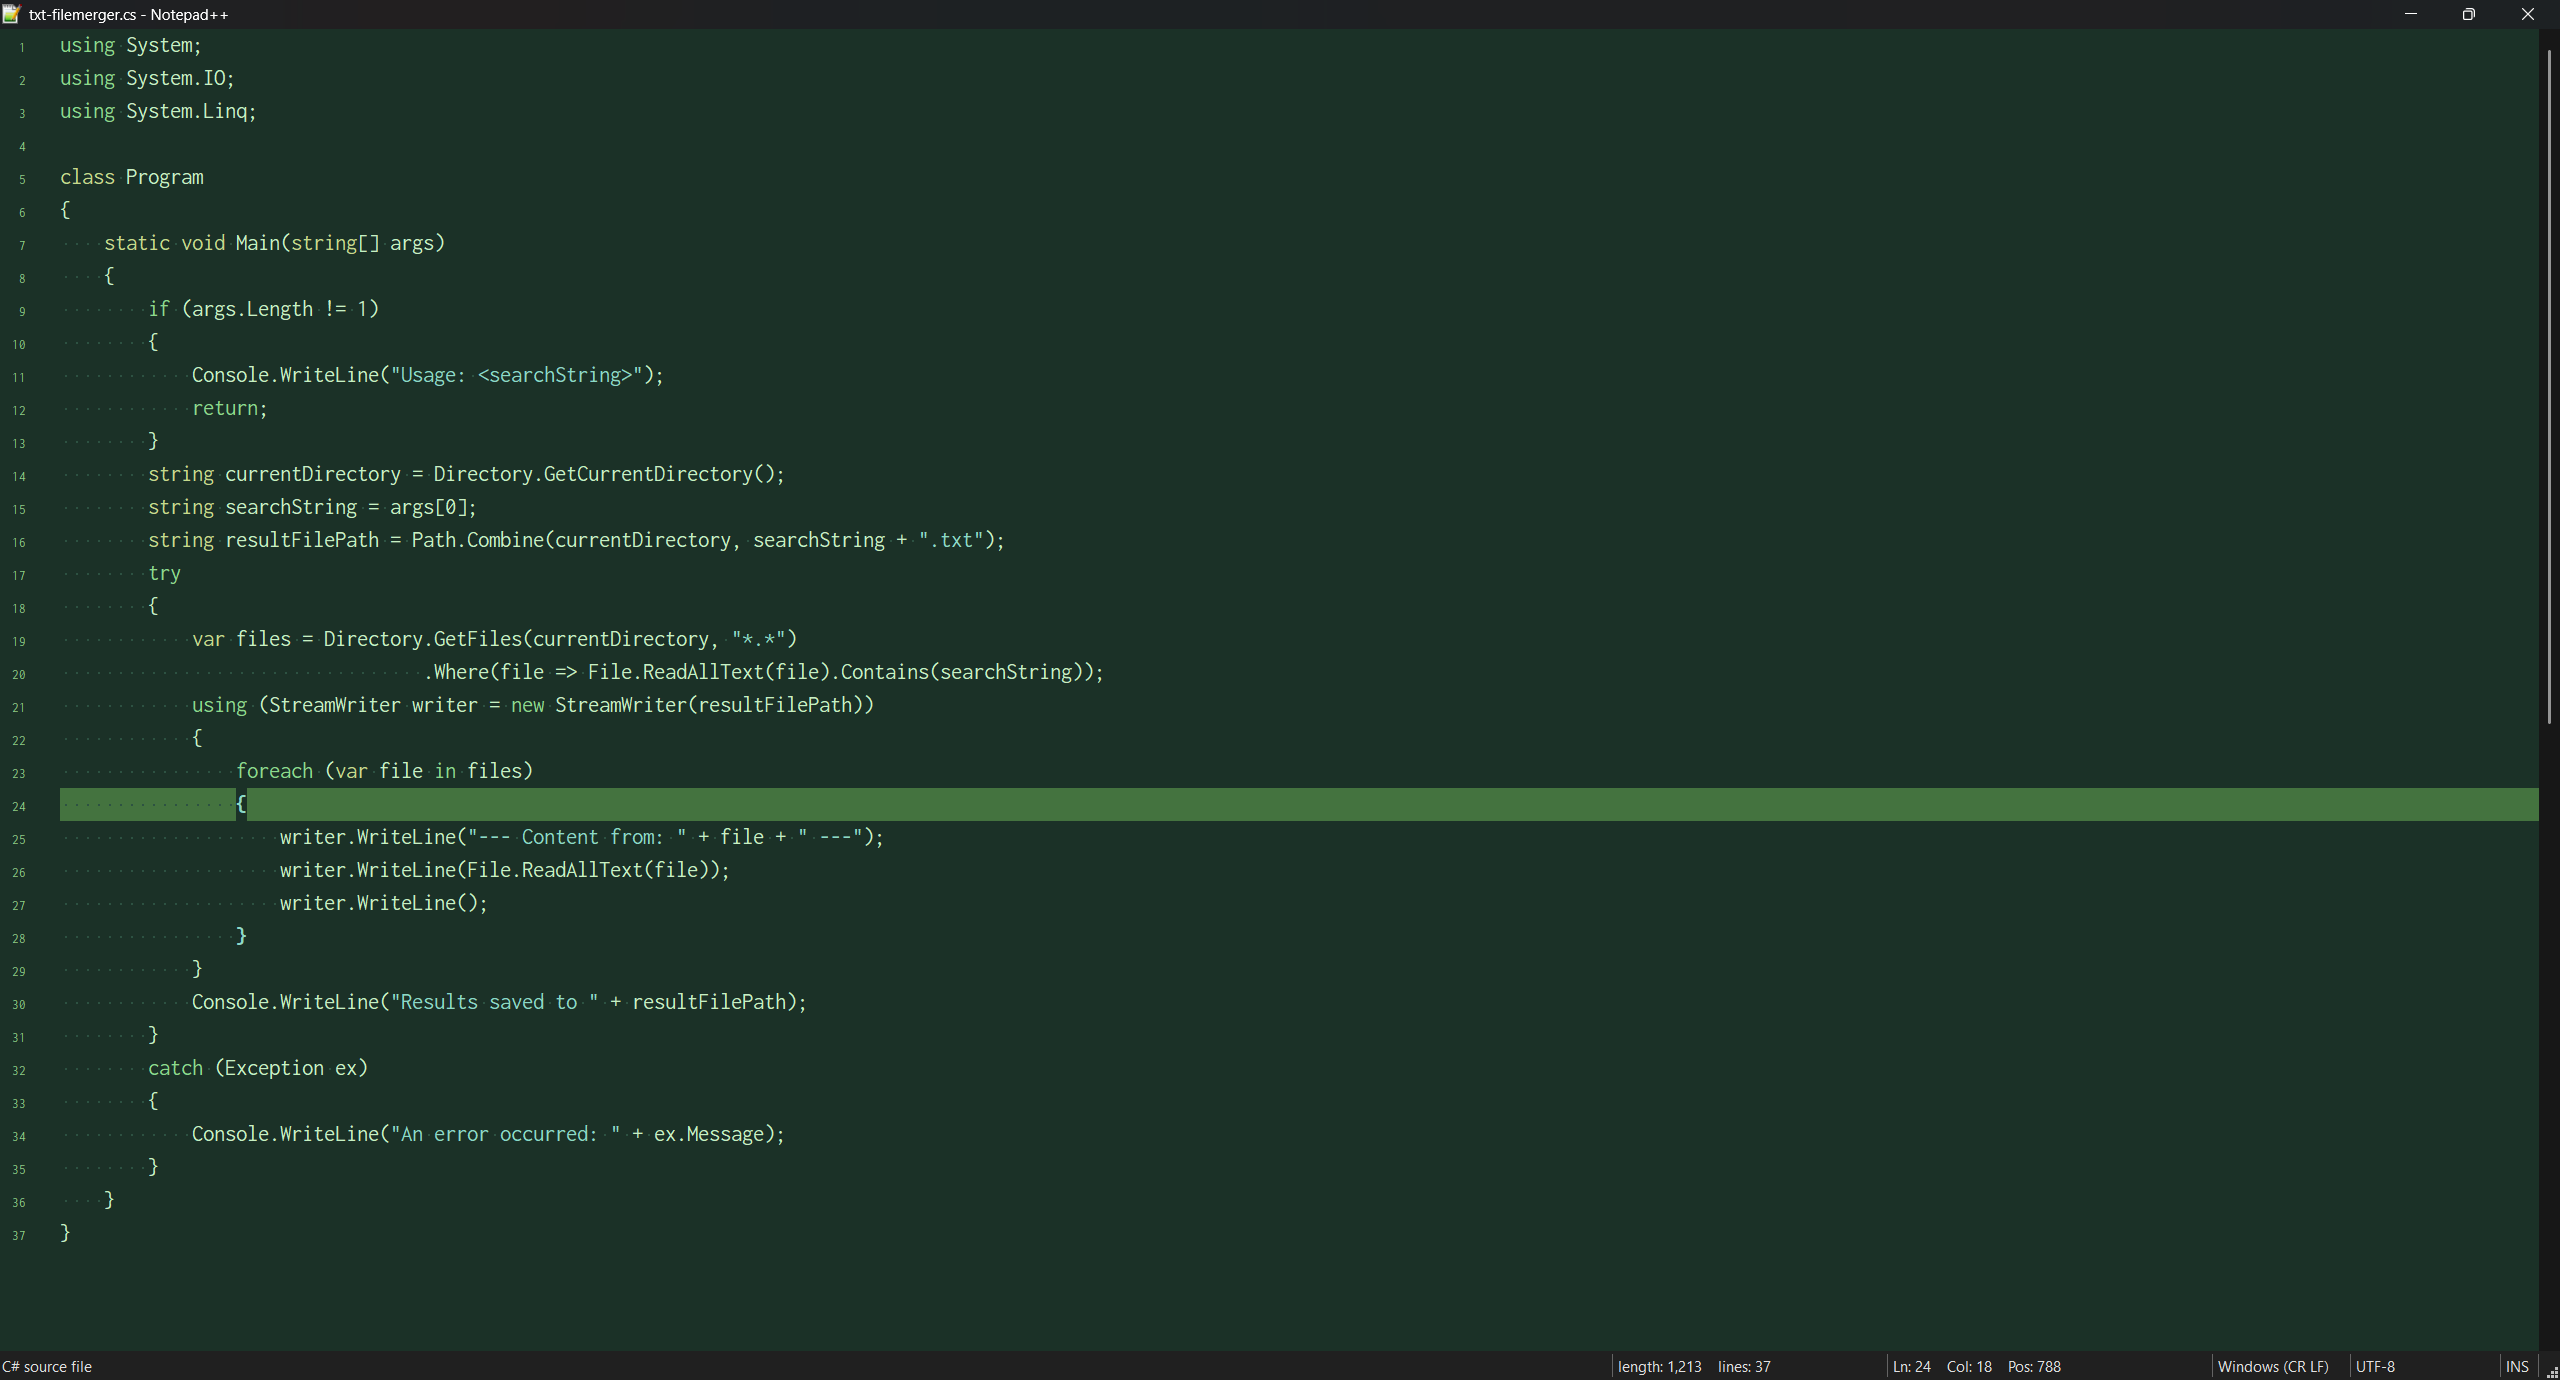 txt-filemerger.cs - Notepad++
1 using System;
2 using System.IO;
3 using System.Linq;
4
5 class Program
6 {
7     static void Main(string[] args)
8     {
9         if (args.Length != 1)
10         {
11             Console.WriteLine("Usage: <searchString>");
12             return;
13         }
14         string currentDirectory = Directory.GetCurrentDirectory();
15         string searchString = args[0];
16         string resultFilePath = Path.Combine(currentDirectory, searchString + ".txt");
17         try
18         {
19             var files = Directory.GetFiles(currentDirectory, "*.*")
20                                  .Where(file => File.ReadAllText(file).Contains(searchString));
21             using (StreamWriter writer = new StreamWriter(resultFilePath))
22             {
23                 foreach (var file in files)
24                 {
25                     writer.WriteLine("--- Content from: " + file + " ---");
26                     writer.WriteLine(File.ReadAllText(file));
27                     writer.WriteLine();
28                 }
29             }
30             Console.WriteLine("Results saved to " + resultFilePath);
31         }
32         catch (Exception ex)
33         {
34             Console.WriteLine("An error occurred: " + ex.Message);
35         }
36     }
37 }
C# source file length: 1,213 lines: 37 Ln: 24 Col: 18 Pos: 788 Windows (CR LF) UTF-8 INS